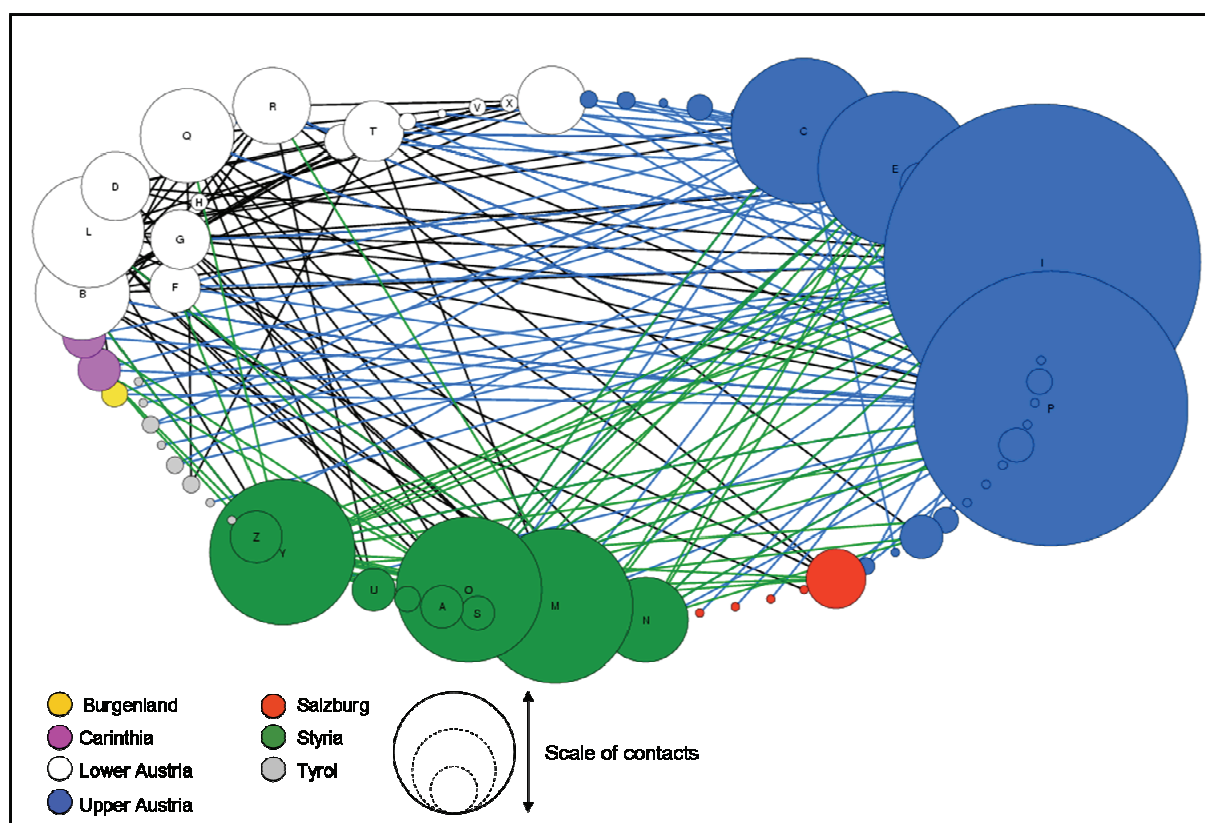 R
Q
T
V
X
C
D
E
H
L
G
I
B
F
P
Z
Y
U
A
O
S
M
N
Burgenland
Salzburg
Carinthia
Styria
Lower Austria
Tyrol
Upper Austria
Scale of contacts